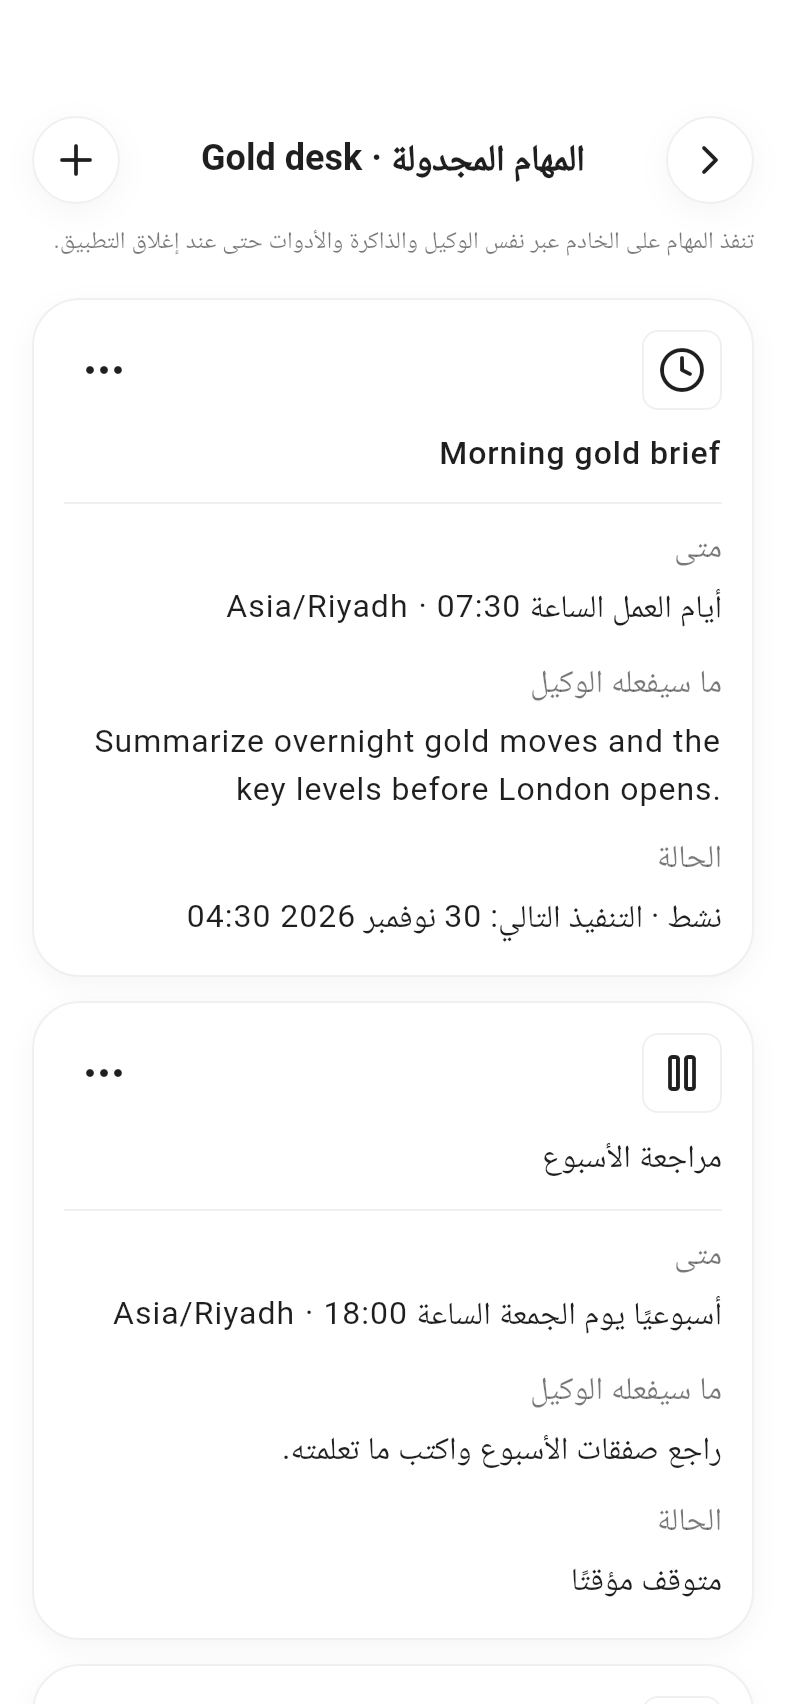 المهام المجدولة · Gold desk
تنفذ المهام على الخادم عبر نفس الوكيل والذاكرة والأدوات حتى عند إغلاق التطبيق.
Morning gold brief
متى
أيام العمل الساعة 07:30 · Asia/Riyadh
ما سيفعله الوكيل
Summarize overnight gold moves and the
key levels before London opens.
الحالة
نشط · التنفيذ التالي: 30 نوفمبر 2026 04:30
مراجعة الأسبوع
متى
أسبوعيًا يوم الجمعة الساعة 18:00 · Asia/Riyadh
ما سيفعله الوكيل
راجع صفقات الأسبوع واكتب ما تعلمته.
الحالة
متوقف مؤقتًا